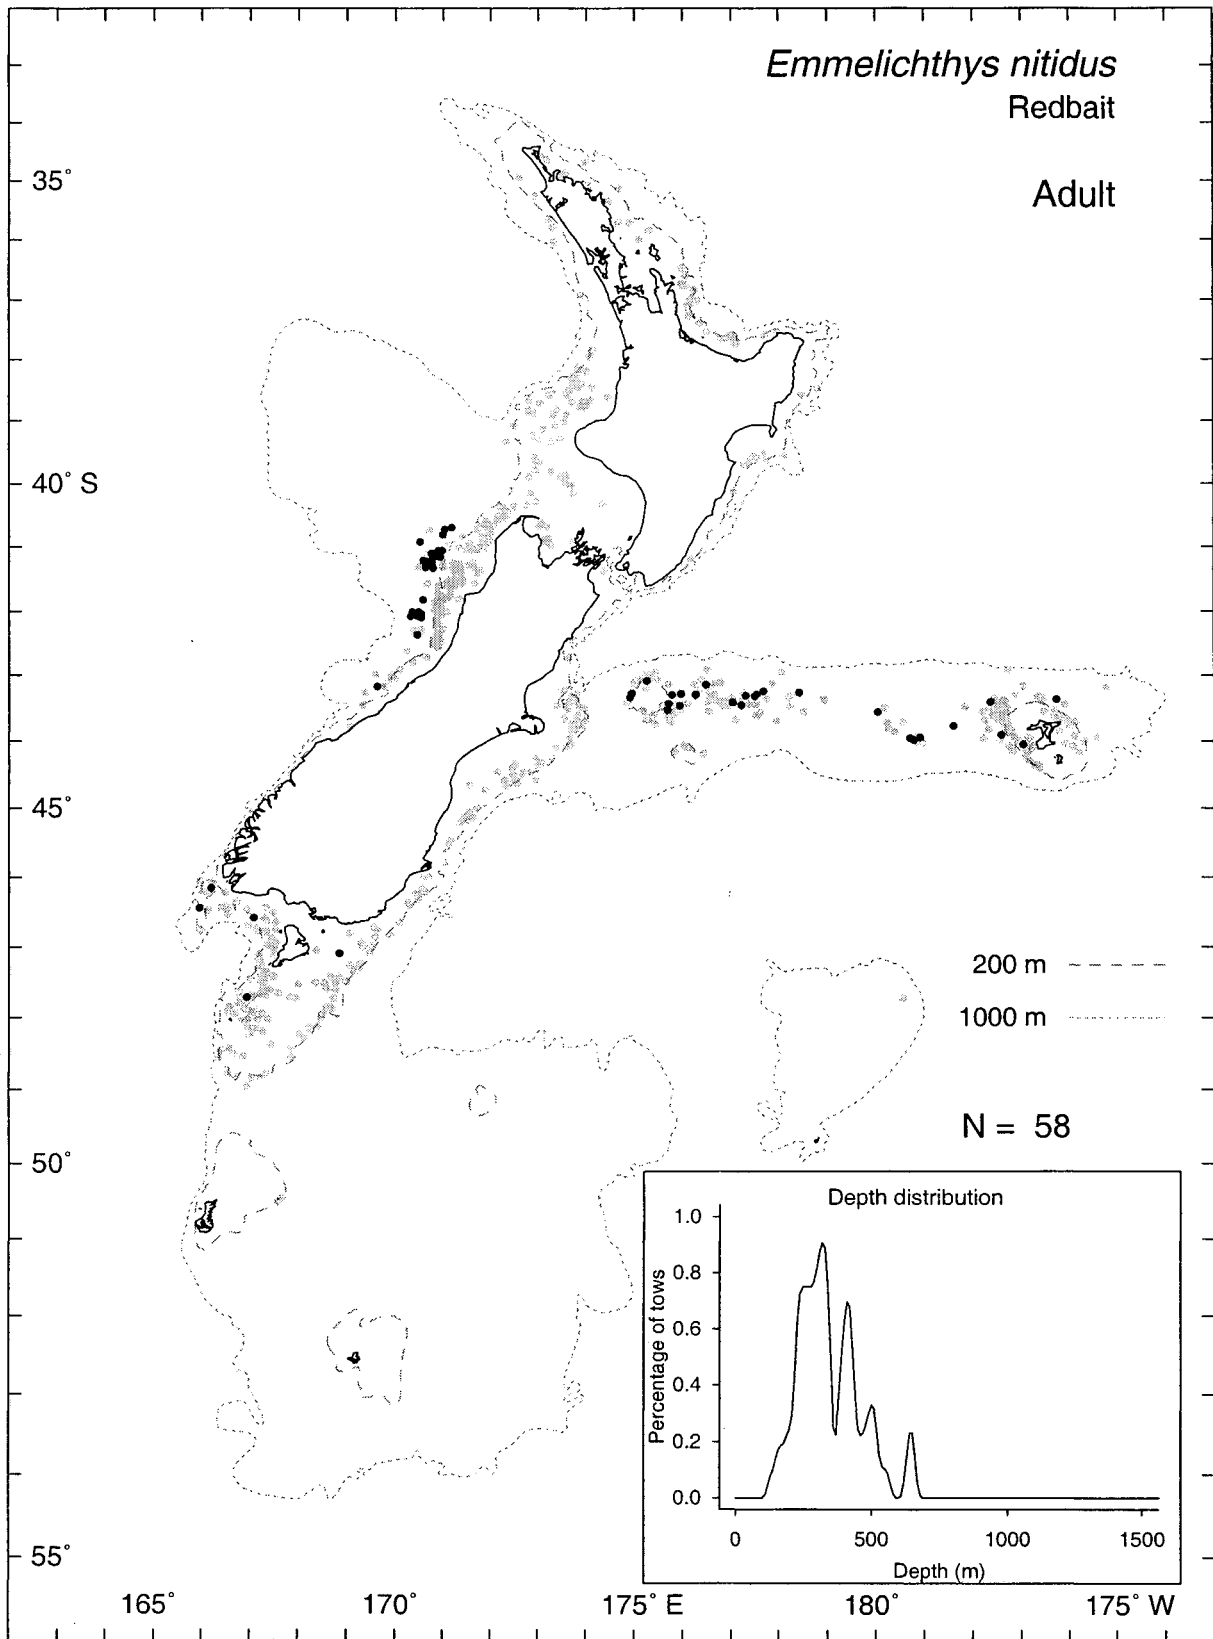 Emmelichthys nitidus
Redbait
Adult
35°
40° S
45°
200 m
1000 m
N = 58
50°
Depth distribution
1.0
0.8
0.6
0.4
0.2
0.0
Percentage of tows
0 500 1000 1500
Depth (m)
55°
165° 170° 175° E 180° 175° W